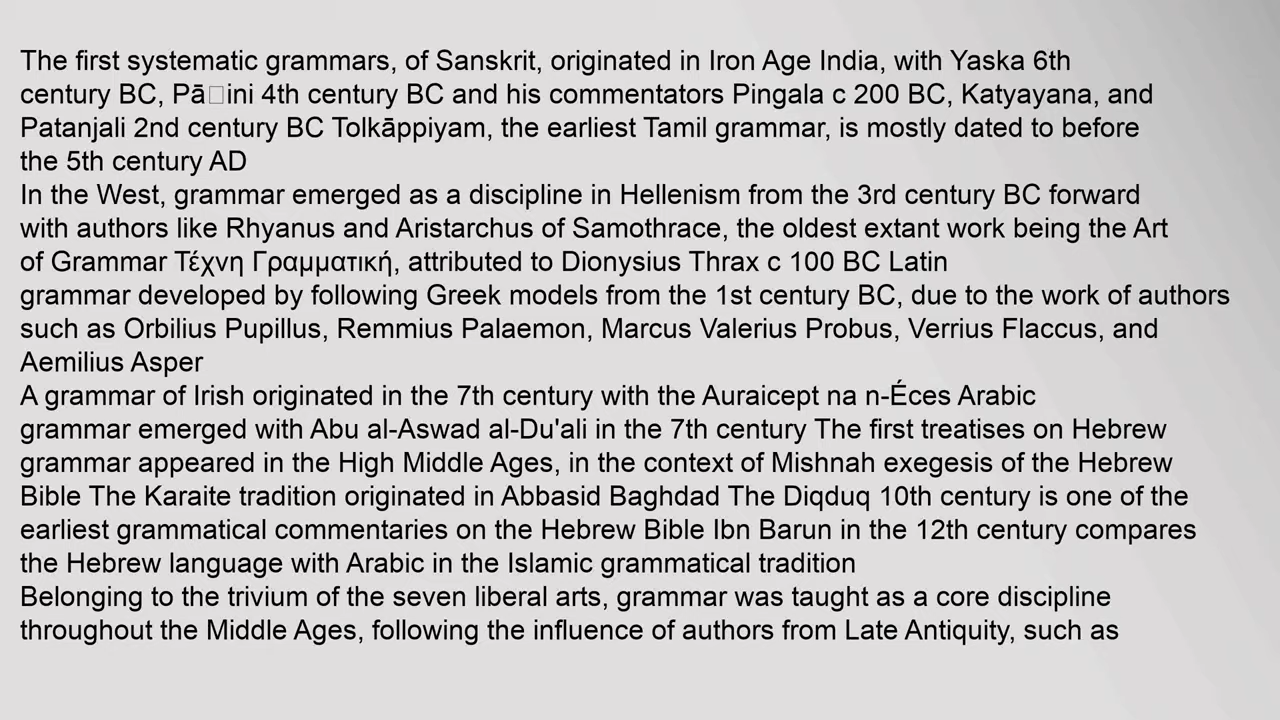 The first systematic grammars, of Sanskrit, originated in Iron Age India, with Yaska 6th
century BC, Pā□ini 4th century BC and his commentators Pingala c 200 BC, Katyayana, and
Patanjali 2nd century BC Tolkāppiyam, the earliest Tamil grammar, is mostly dated to before
the 5th century AD
In the West, grammar emerged as a discipline in Hellenism from the 3rd century BC forward
with authors like Rhyanus and Aristarchus of Samothrace, the oldest extant work being the Art
of Grammar Τέχνη Γραμματική, attributed to Dionysius Thrax c 100 BC Latin
grammar developed by following Greek models from the 1st century BC, due to the work of authors
such as Orbilius Pupillus, Remmius Palaemon, Marcus Valerius Probus, Verrius Flaccus, and
Aemilius Asper
A grammar of Irish originated in the 7th century with the Auraicept na n-Éces Arabic
grammar emerged with Abu al-Aswad al-Du'ali in the 7th century The first treatises on Hebrew
grammar appeared in the High Middle Ages, in the context of Mishnah exegesis of the Hebrew
Bible The Karaite tradition originated in Abbasid Baghdad The Diqduq 10th century is one of the
earliest grammatical commentaries on the Hebrew Bible Ibn Barun in the 12th century compares
the Hebrew language with Arabic in the Islamic grammatical tradition
Belonging to the trivium of the seven liberal arts, grammar was taught as a core discipline
throughout the Middle Ages, following the influence of authors from Late Antiquity, such as